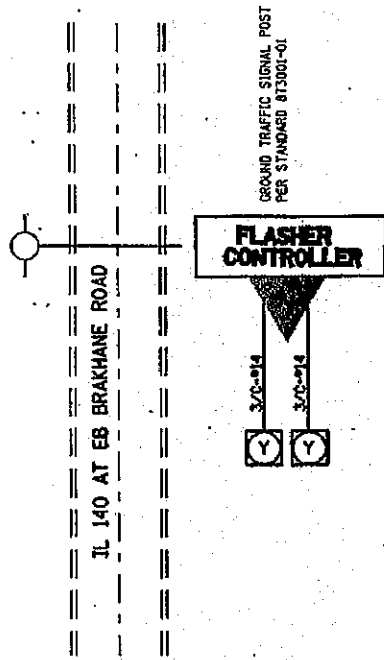 IL 140 AT EB BRAKHANE ROAD
GROUND TRAFFIC SIGNAL POST
PER STANDARD 873001-01
FLASHER
CONTROLLER
3/C-#14
3/C-#14
Y
Y